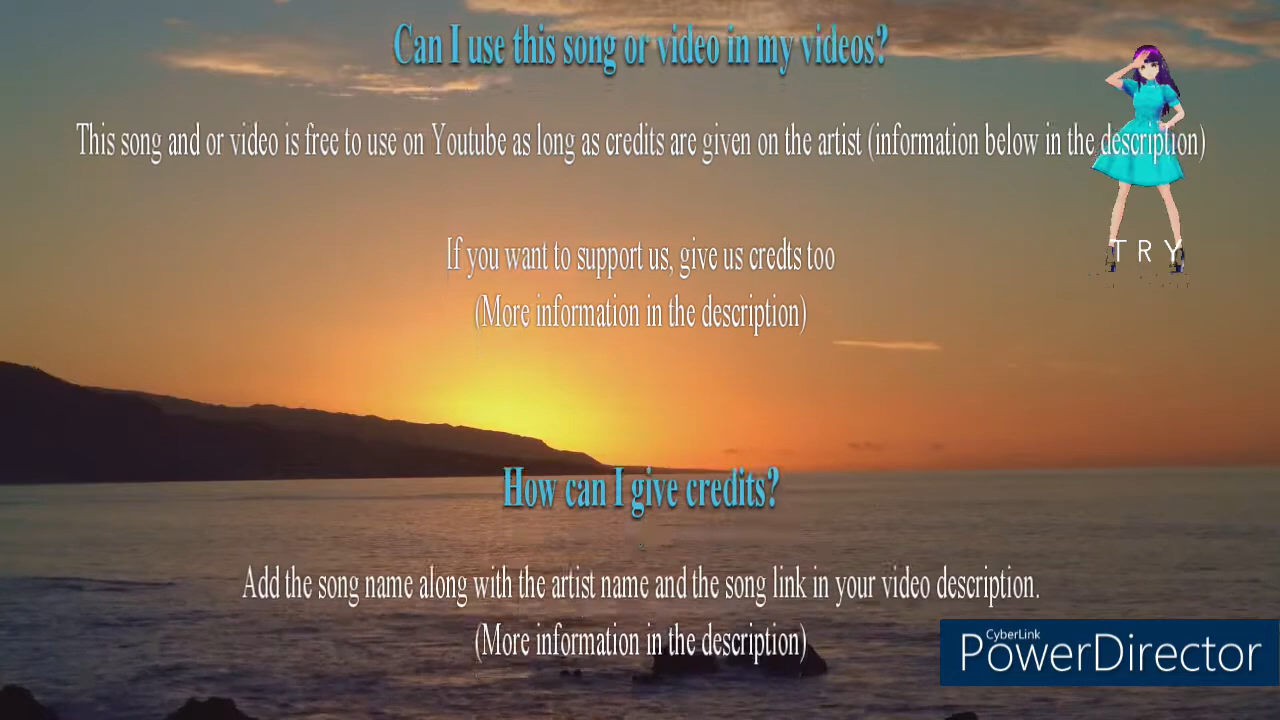 Can I use this song or video in my videos?
This song and or video is free to use on Youtube as long as credits are given on the artist (information below in the description)
TRY
If you want to support us, give us credts too
(More information in the description)
How can I give credits?
Add the song name along with the artist name and the song link in your video description.
(More information in the description)
CyberLink
PowerDirector